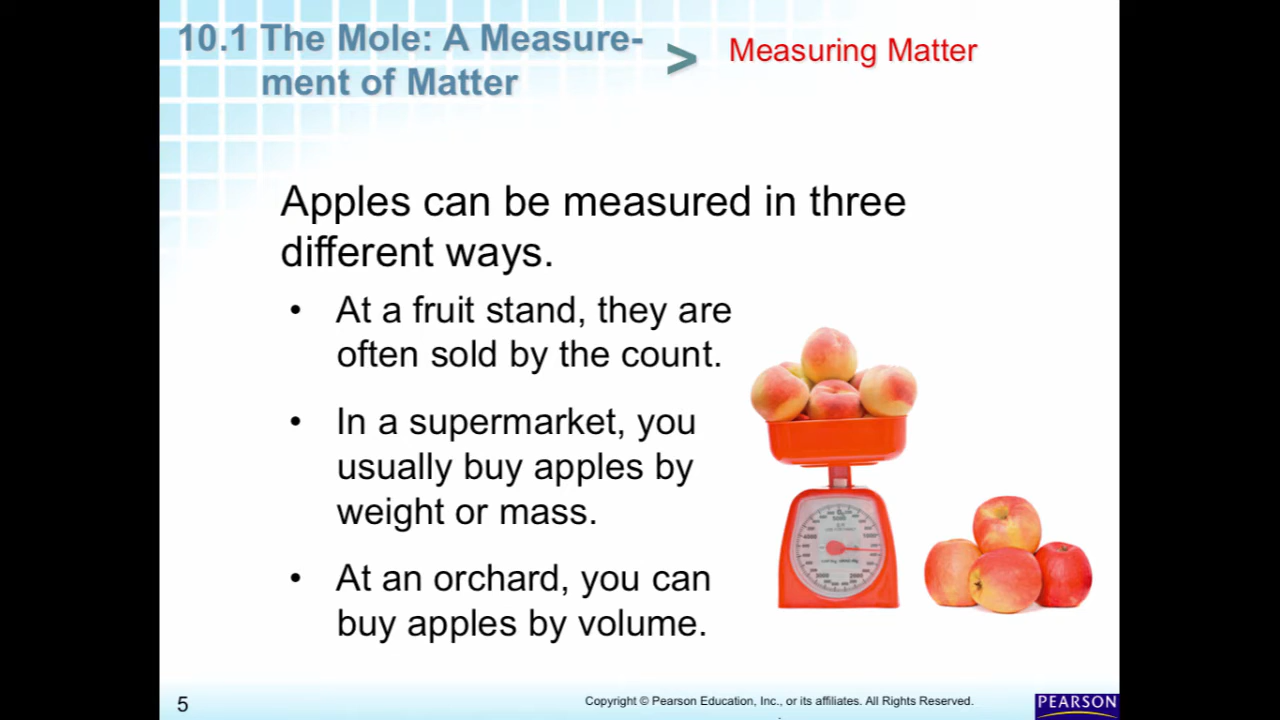 10.1 The Mole: A Measure-
ment of Matter
>
Measuring Matter
Apples can be measured in three
different ways.
• At a fruit stand, they are
often sold by the count.
• In a supermarket, you
usually buy apples by
weight or mass.
• At an orchard, you can
buy apples by volume.
5
Copyright © Pearson Education, Inc., or its affiliates. All Rights Reserved.
PEARSON